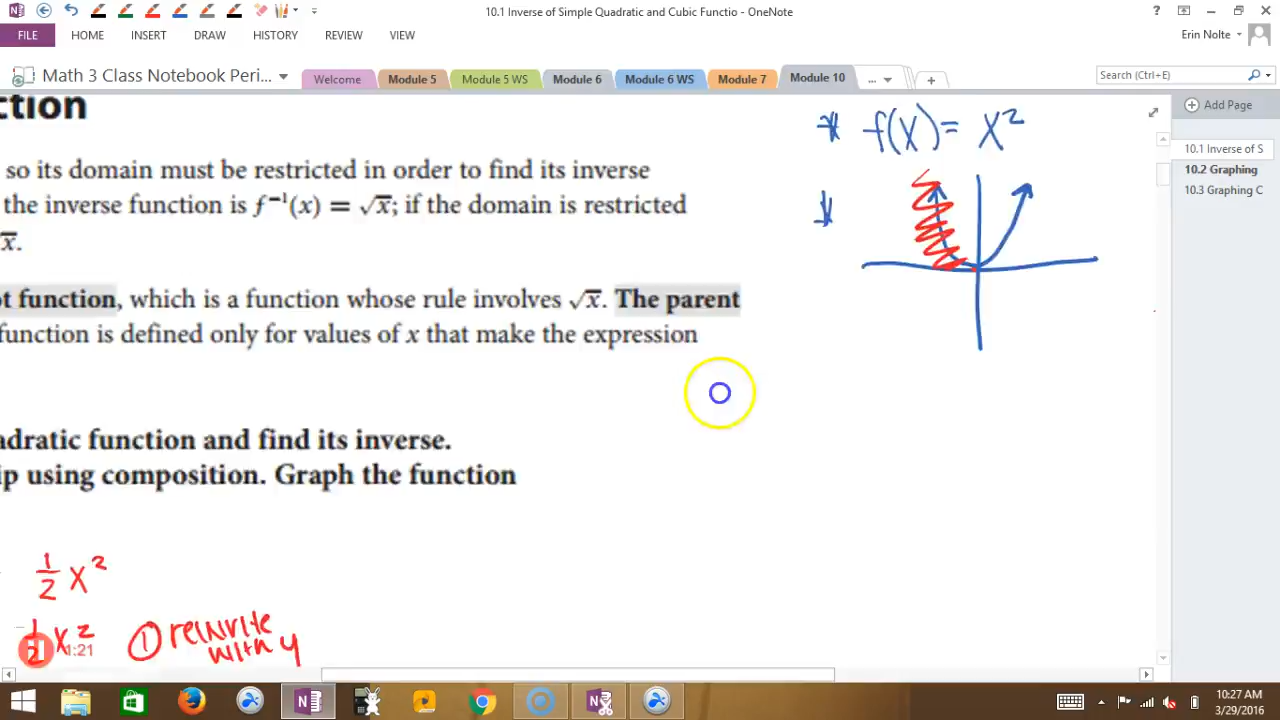 10.1 Inverse of Simple Quadratic and Cubic Functio - OneNote
FILE HOME INSERT DRAW HISTORY REVIEW VIEW
Erin Nolte
Math 3 Class Notebook Peri...
Welcome Module 5 Module 5 WS Module 6 Module 6 WS Module 7 Module 10 ...
Search (Ctrl+E)
Add Page
10.1 Inverse of S
10.2 Graphing
10.3 Graphing C
ction
f(x) = x²
so its domain must be restricted in order to find its inverse
the inverse function is f⁻¹(x) = √x; if the domain is restricted
√x.
ot function, which is a function whose rule involves √x. The parent
function is defined only for values of x that make the expression
adratic function and find its inverse.
ip using composition. Graph the function
1/2 x²
1/2 x² ① rewrite
with y
1:21
10:27 AM
3/29/2016